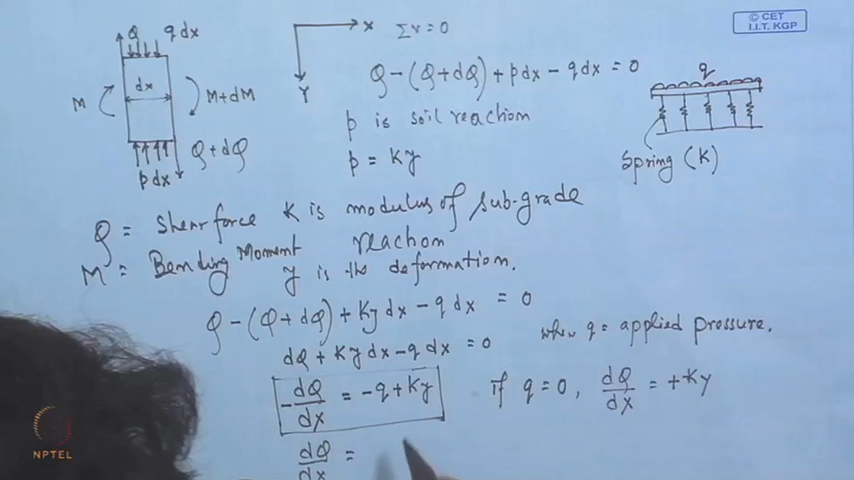 © CET
I.I.T. KGP
Q q dx
dx
M M+dM
Q + dQ
p dx
X
Y
Σv = 0
Q - (Q + dQ) + p dx - q dx = 0
p is soil reaction
p = Ky
q
Spring (K)
Q = Shear force
K is modulus of sub-grade reaction
M = Bending Moment
y is the deformation.
Q - (Q + dQ) + Ky dx - q dx = 0
when q = applied pressure.
dQ + Ky dx - q dx = 0
- dQ/dx = -q + Ky
If q = 0, dQ/dx = +Ky
dQ/dx =
NPTEL